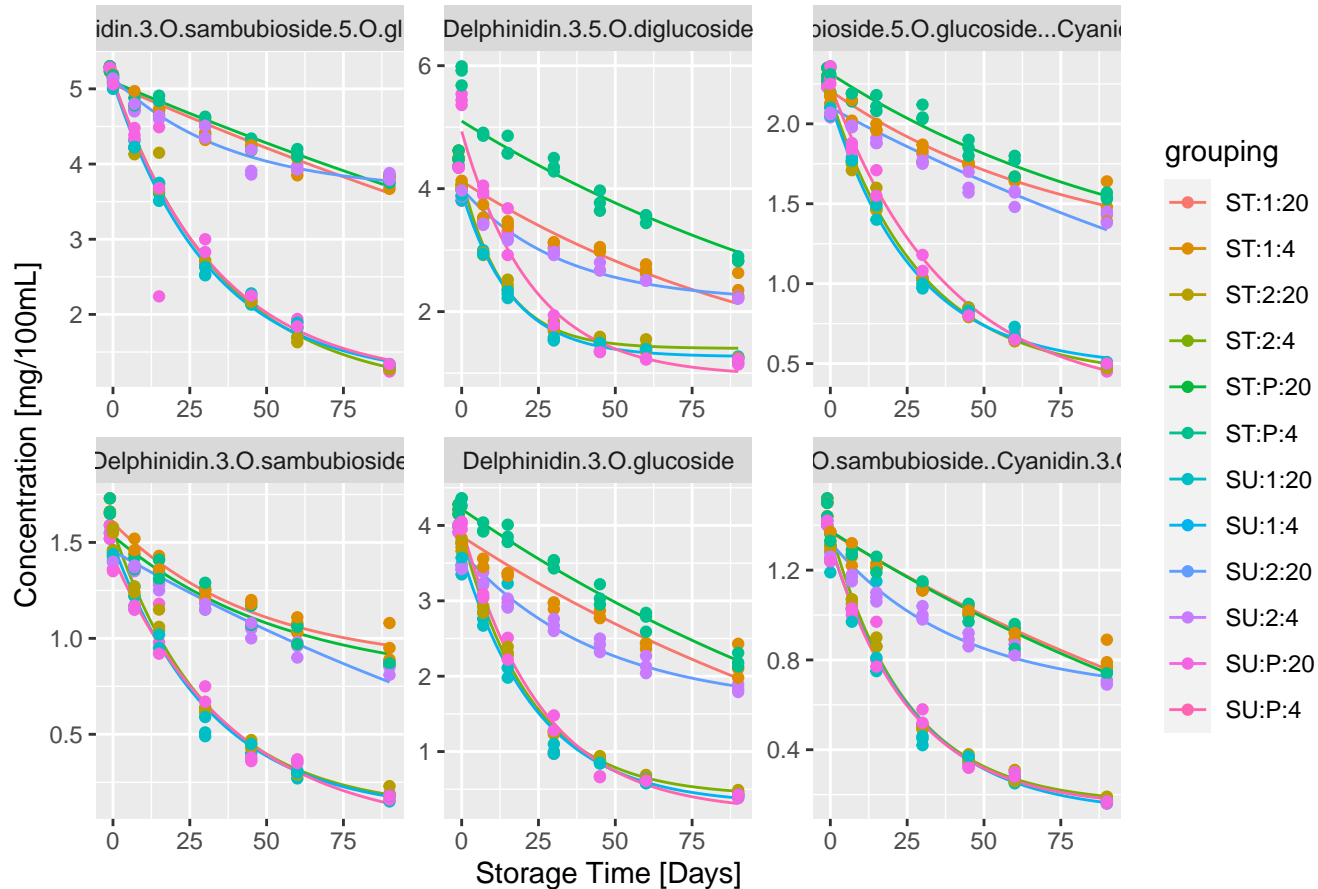 idin.3.O.sambubioside.5.O.gl
Delphinidin.3.5.O.diglucoside
bioside.5.O.glucoside...Cyanid
5
4
3
2
0
25
50
75
6
4
2
0
25
50
75
2.0
1.5
1.0
0.5
0
25
50
75
Delphinidin.3.O.sambubioside
Delphinidin.3.O.glucoside
O.sambubioside..Cyanidin.3.O
1.5
1.0
0.5
0
25
50
75
4
3
2
1
0
25
50
75
1.2
0.8
0.4
0
25
50
75
Concentration [mg/100mL]
Storage Time [Days]
grouping
ST:1:20
ST:1:4
ST:2:20
ST:2:4
ST:P:20
ST:P:4
SU:1:20
SU:1:4
SU:2:20
SU:2:4
SU:P:20
SU:P:4